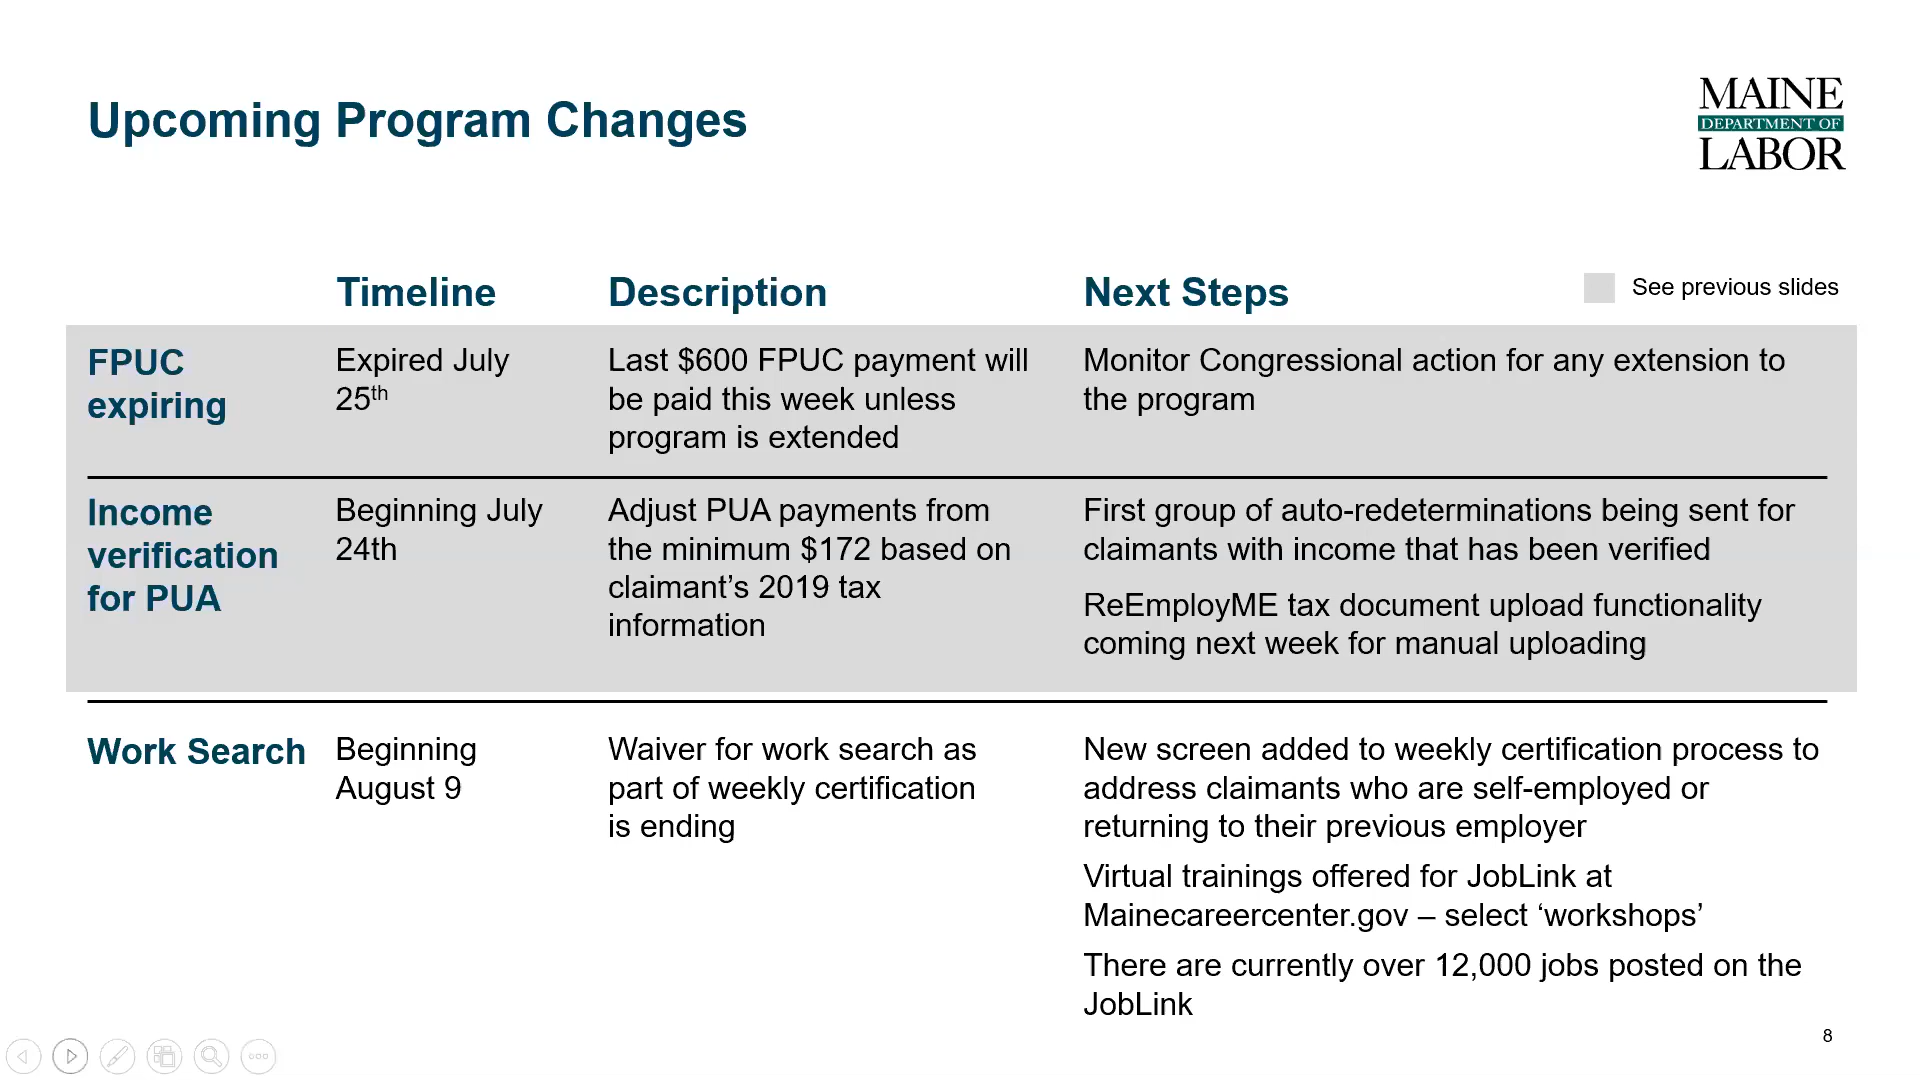 Upcoming Program Changes
MAINE
DEPARTMENT OF
LABOR
Timeline
Description
Next Steps
See previous slides
FPUC
expiring
Expired July
25th
Last $600 FPUC payment will
be paid this week unless
program is extended
Monitor Congressional action for any extension to
the program
Income
verification
for PUA
Beginning July
24th
Adjust PUA payments from
the minimum $172 based on
claimant’s 2019 tax
information
First group of auto-redeterminations being sent for
claimants with income that has been verified
ReEmployME tax document upload functionality
coming next week for manual uploading
Work Search
Beginning
August 9
Waiver for work search as
part of weekly certification
is ending
New screen added to weekly certification process to
address claimants who are self-employed or
returning to their previous employer
Virtual trainings offered for JobLink at
Mainecareercenter.gov – select ‘workshops’
There are currently over 12,000 jobs posted on the
JobLink
8